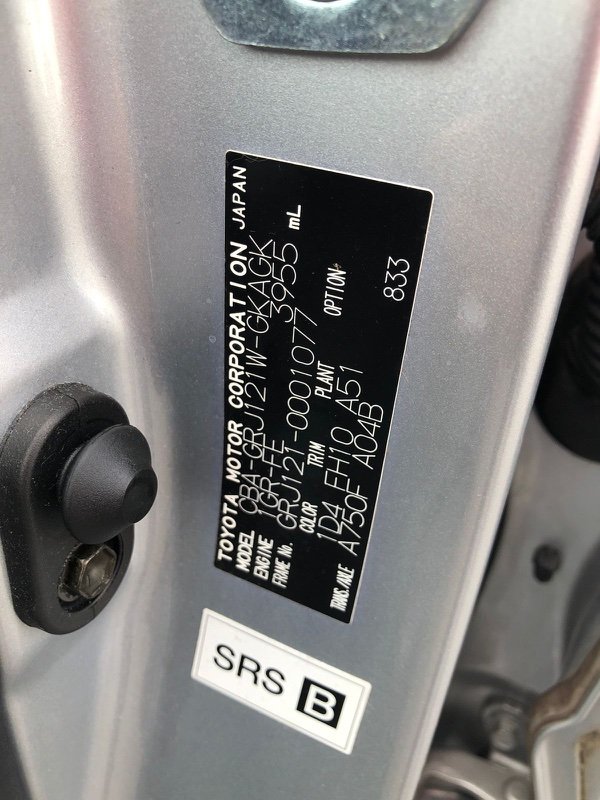 TOYOTA MOTOR CORPORATION JAPAN
MODEL CBA-GRJ121W-GKAGK
ENGINE 1GR-FE 3955 mL
FRAME No. GRJ121-0001077
COLOR TRIM PLANT OPTION
1D4 FH10 A51
TRANS./AXLE A750F A04B 833
SRS B